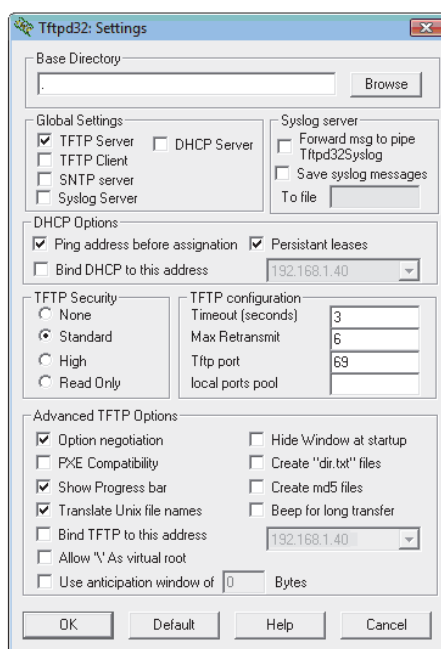 Tftpd32: Settings
Base Directory
.
Browse
Global Settings
TFTP Server
DHCP Server
TFTP Client
SNTP server
Syslog Server
Syslog server
Forward msg to pipe
Tftpd32Syslog
Save syslog messages
To file
DHCP Options
Ping address before assignation
Persistant leases
Bind DHCP to this address
192.168.1.40
TFTP Security
None
Standard
High
Read Only
TFTP configuration
Timeout (seconds)
3
Max Retransmit
6
Tftp port
69
local ports pool
Advanced TFTP Options
Option negotiation
Hide Window at startup
PXE Compatibility
Create "dir.txt" files
Show Progress bar
Create md5 files
Translate Unix file names
Beep for long transfer
Bind TFTP to this address
192.168.1.40
Allow '\' As virtual root
Use anticipation window of 0 Bytes
OK
Default
Help
Cancel